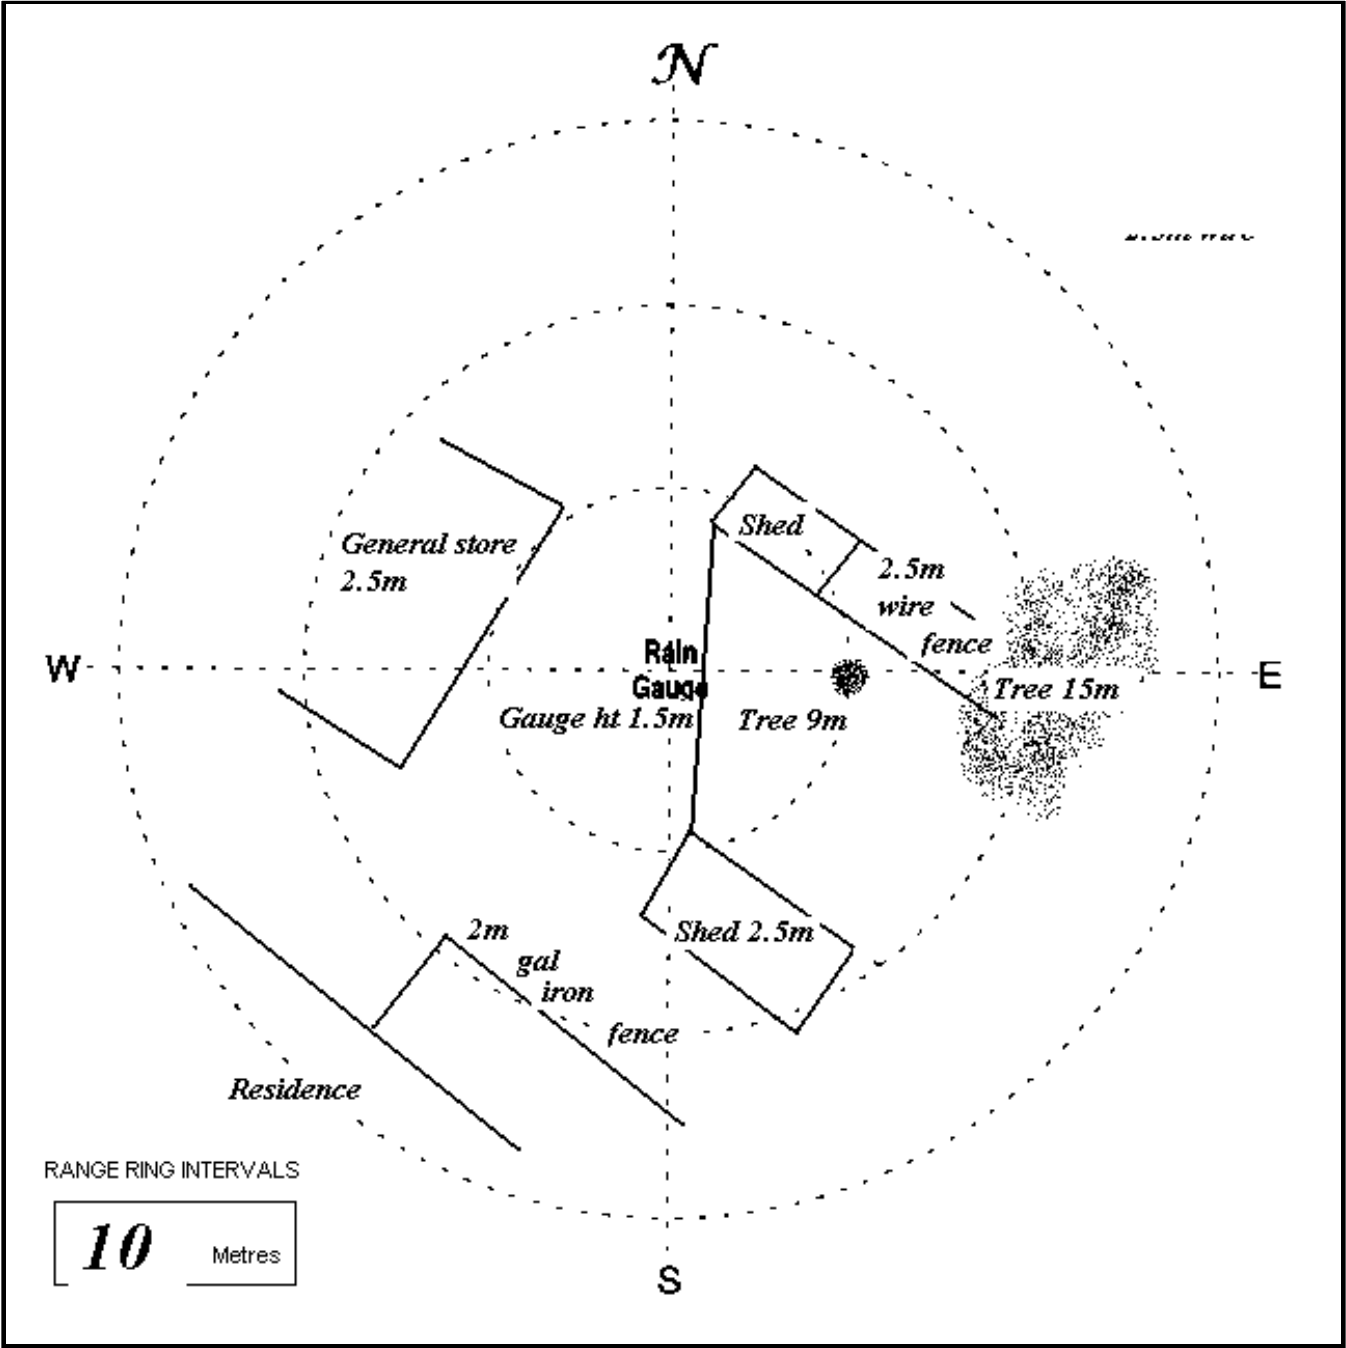 N
General store
2.5m
Shed
2.5m
wire
fence
W
Rain
Gauge
E
Gauge ht 1.5m
Tree 9m
Tree 15m
2m
gal
iron
fence
Shed 2.5m
Residence
RANGE RING INTERVALS
10 Metres
S